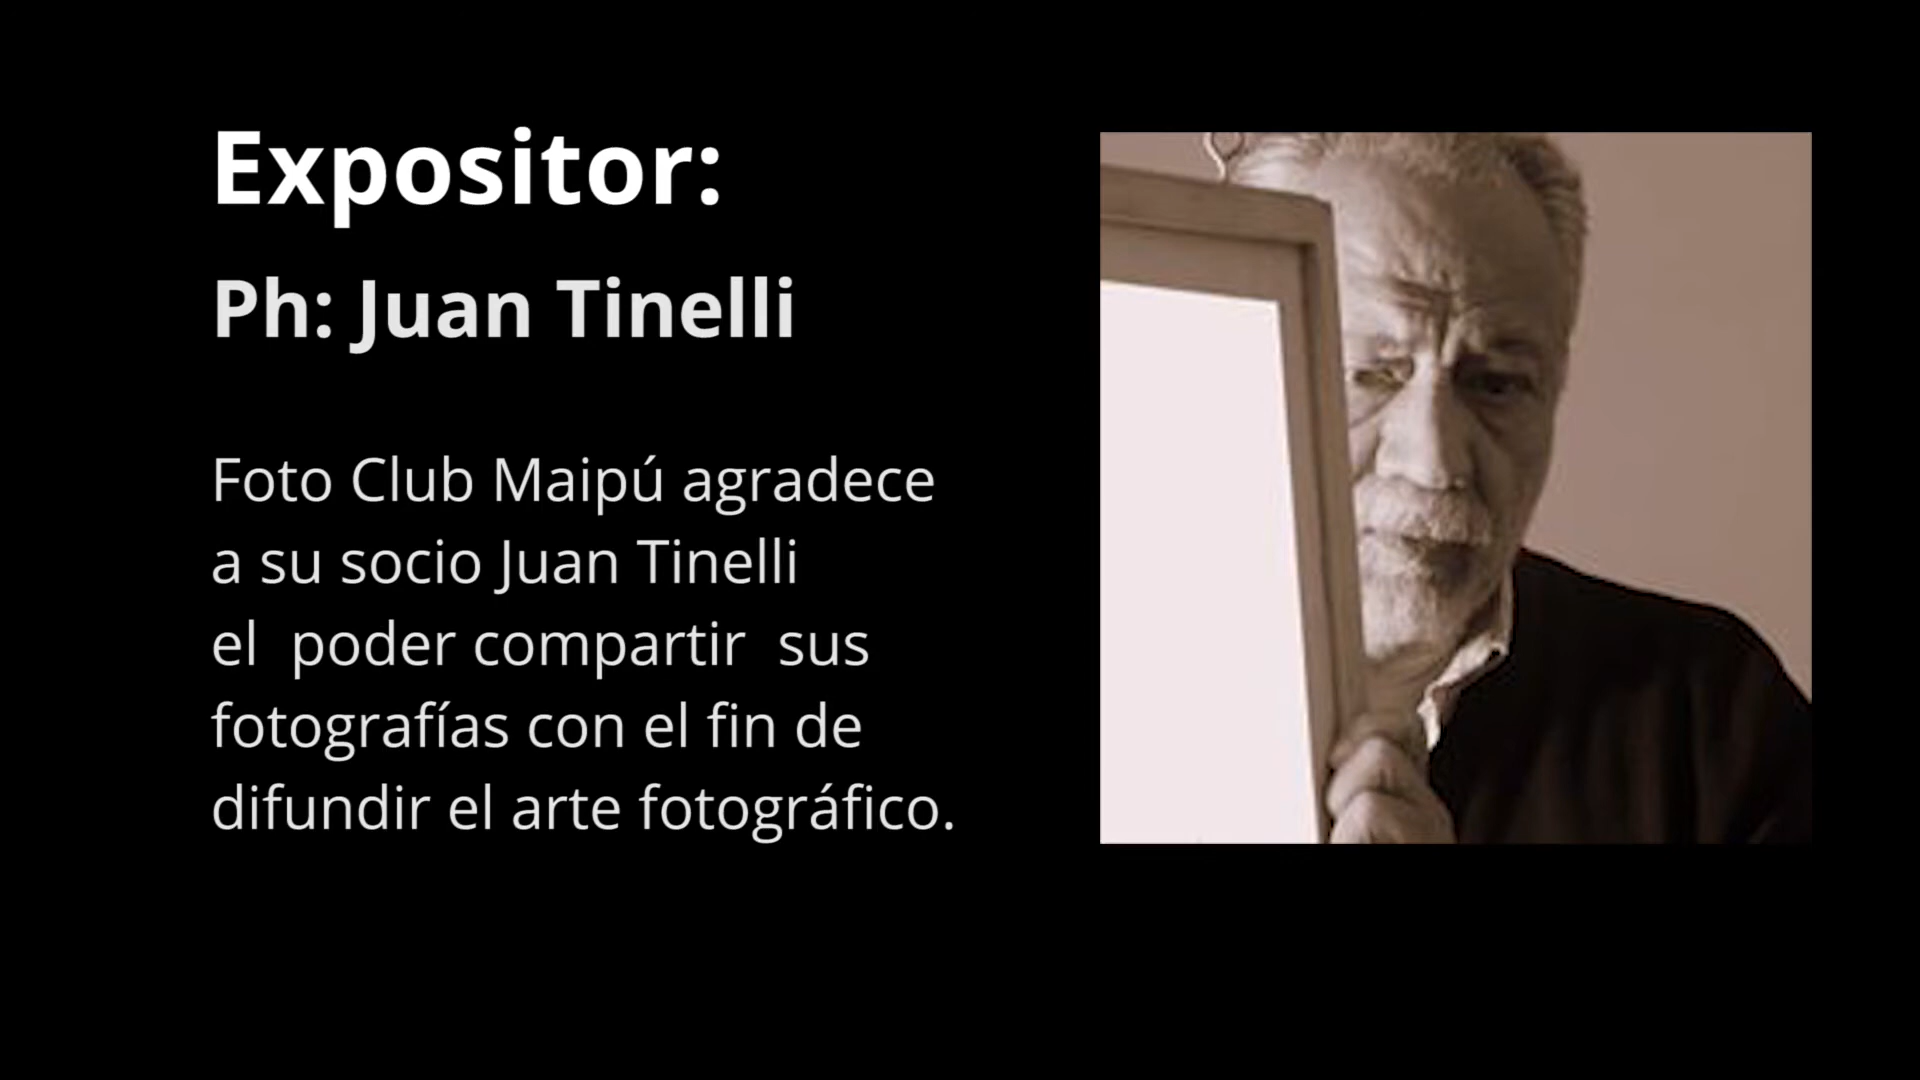 Expositor:
Ph: Juan Tinelli
Foto Club Maipú agradece
a su socio Juan Tinelli
el  poder compartir  sus
fotografías con el fin de
difundir el arte fotográfico.